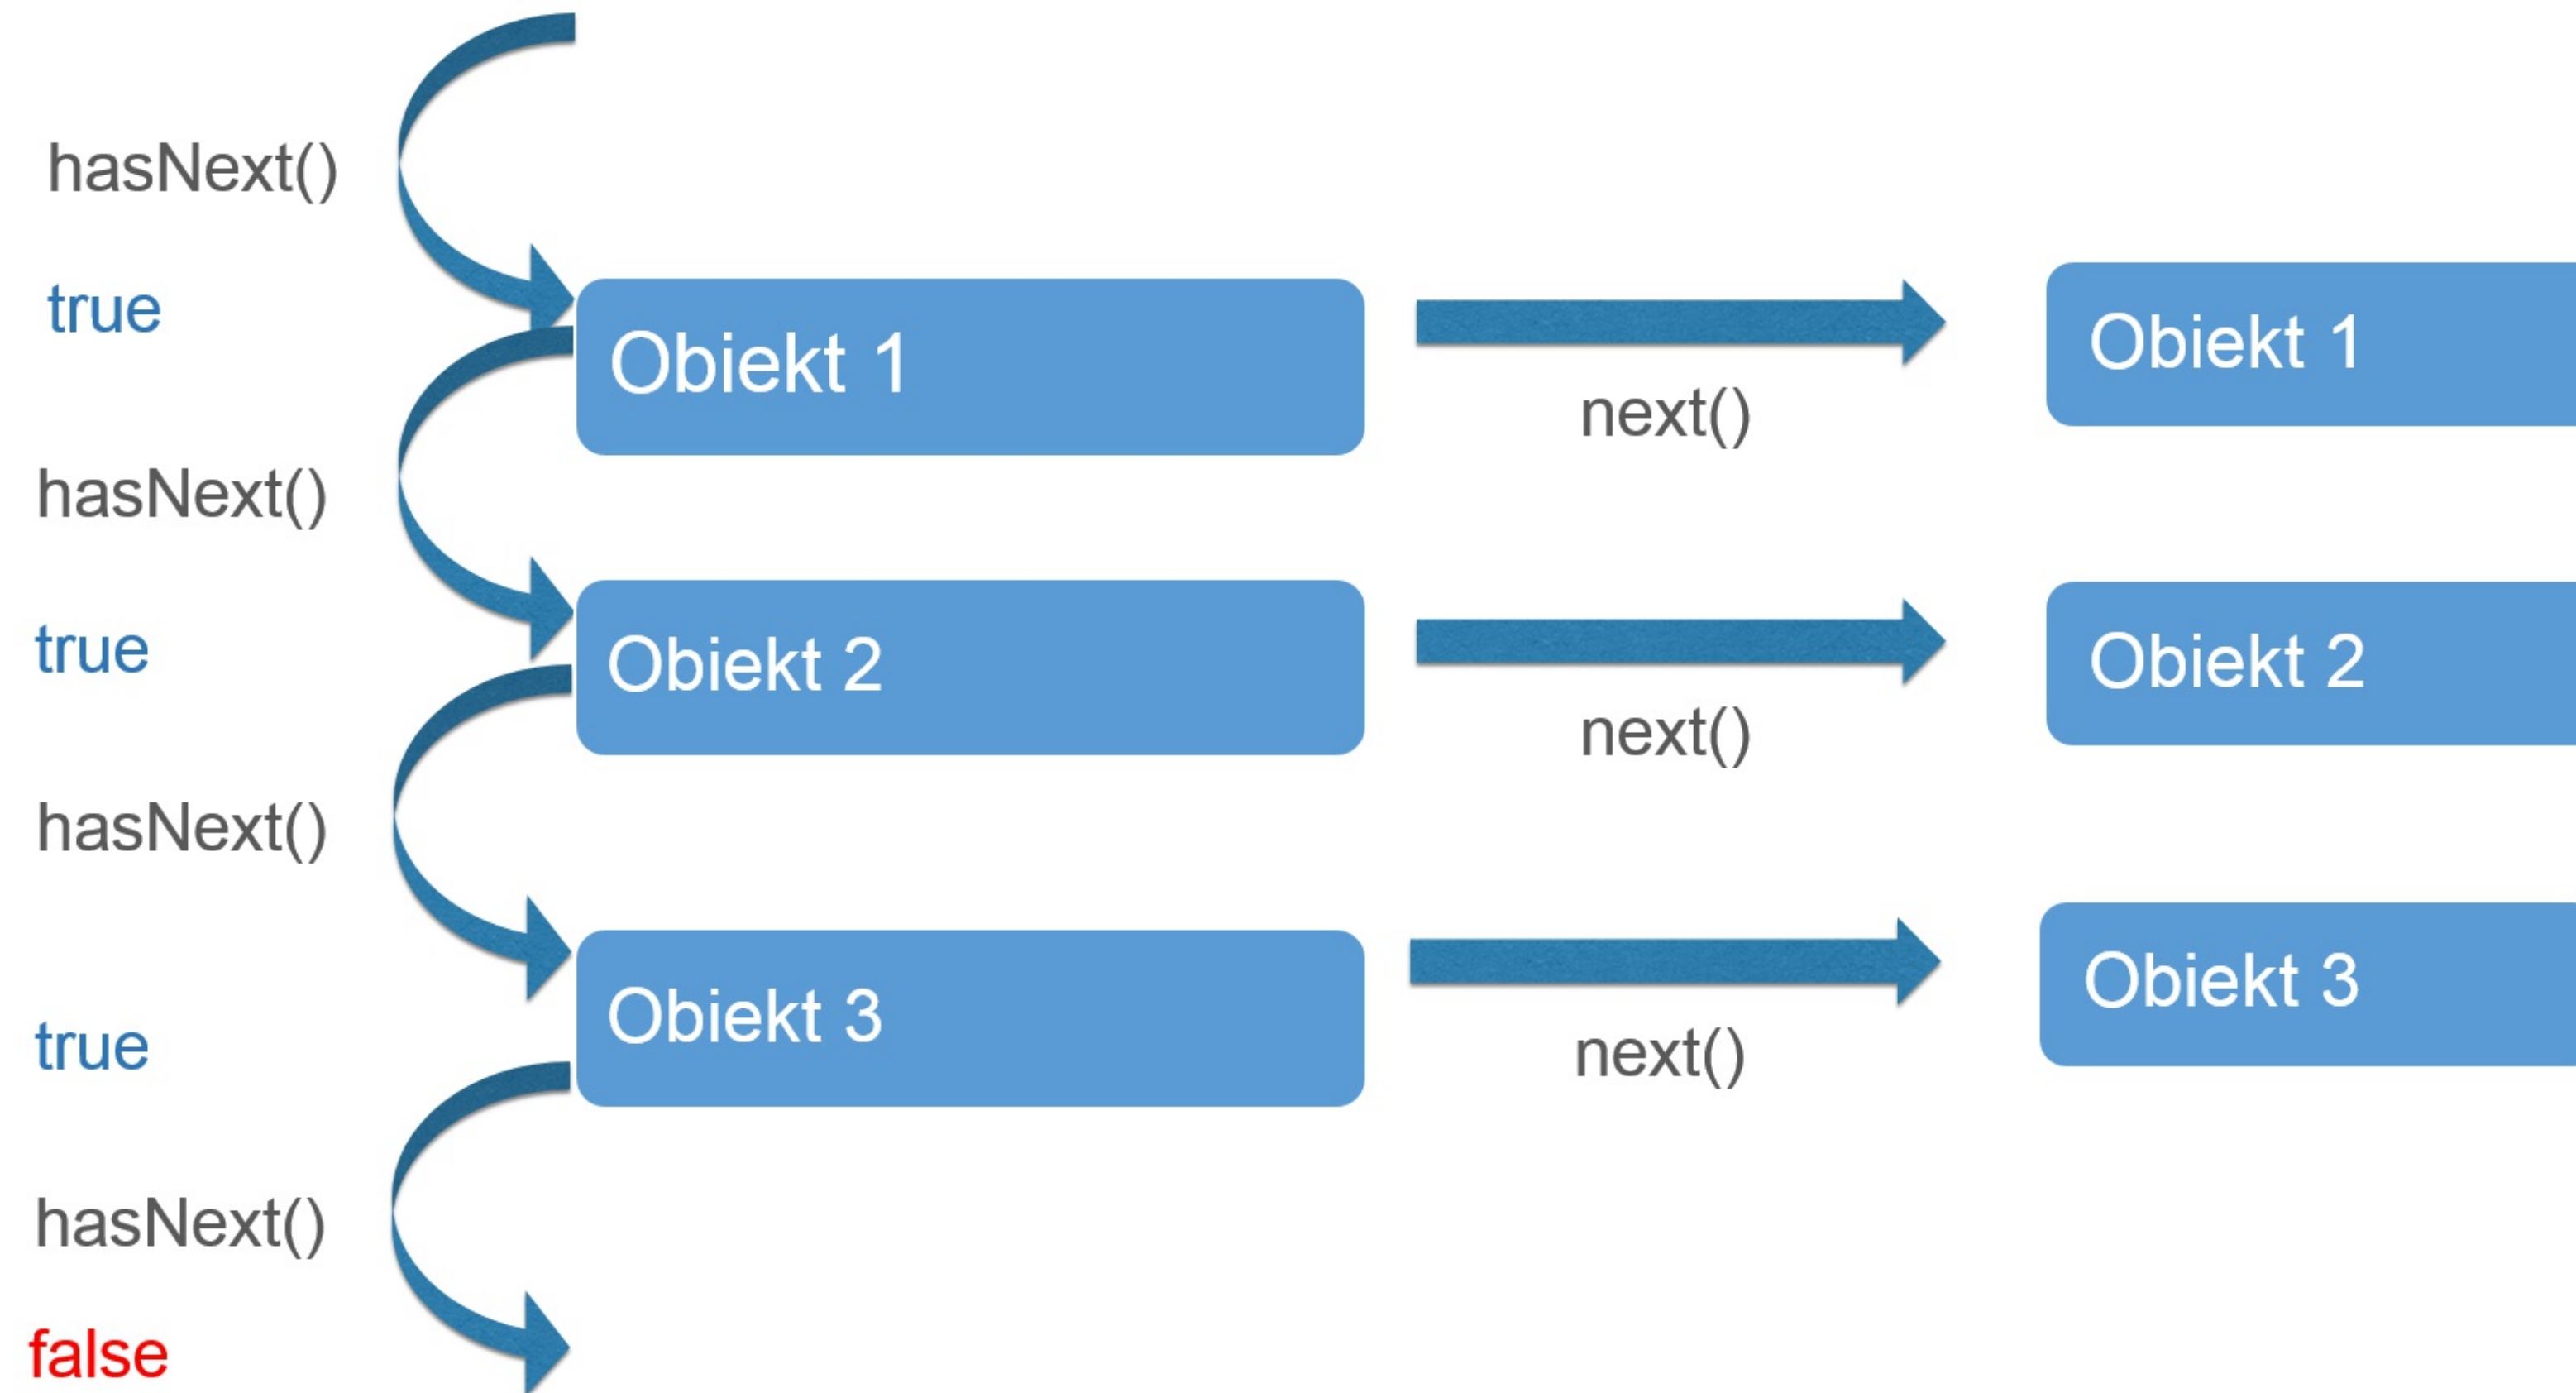 hasNext()
true
Obiekt 1
next()
Obiekt 1
hasNext()
true
Obiekt 2
next()
Obiekt 2
hasNext()
true
Obiekt 3
next()
Obiekt 3
hasNext()
false